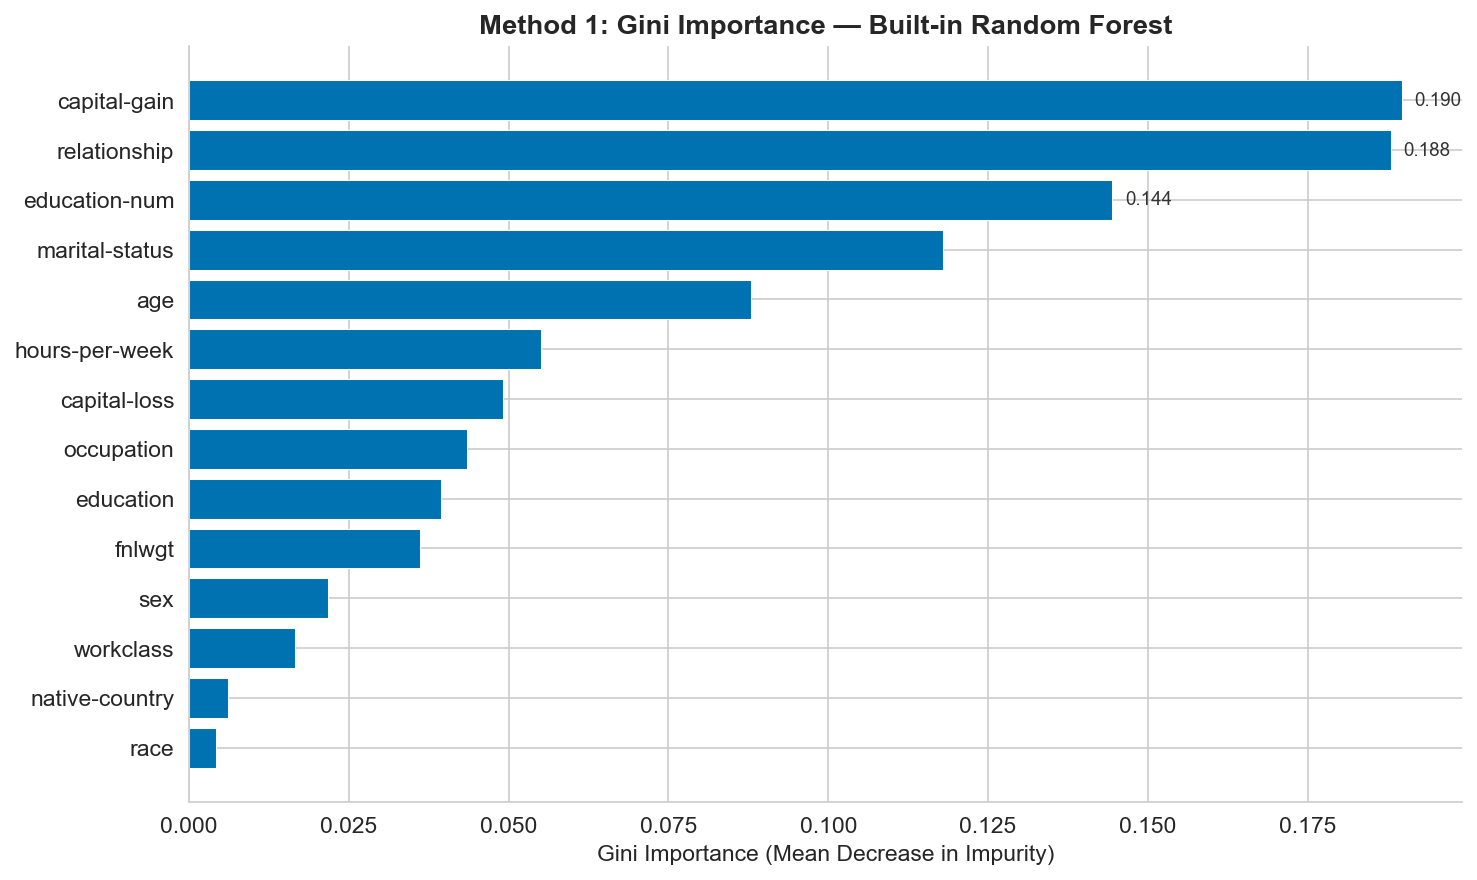 Method 1: Gini Importance — Built-in Random Forest
capital-gain 0.190
relationship 0.188
education-num 0.144
marital-status
age
hours-per-week
capital-loss
occupation
education
fnlwgt
sex
workclass
native-country
race
0.000 0.025 0.050 0.075 0.100 0.125 0.150 0.175
Gini Importance (Mean Decrease in Impurity)